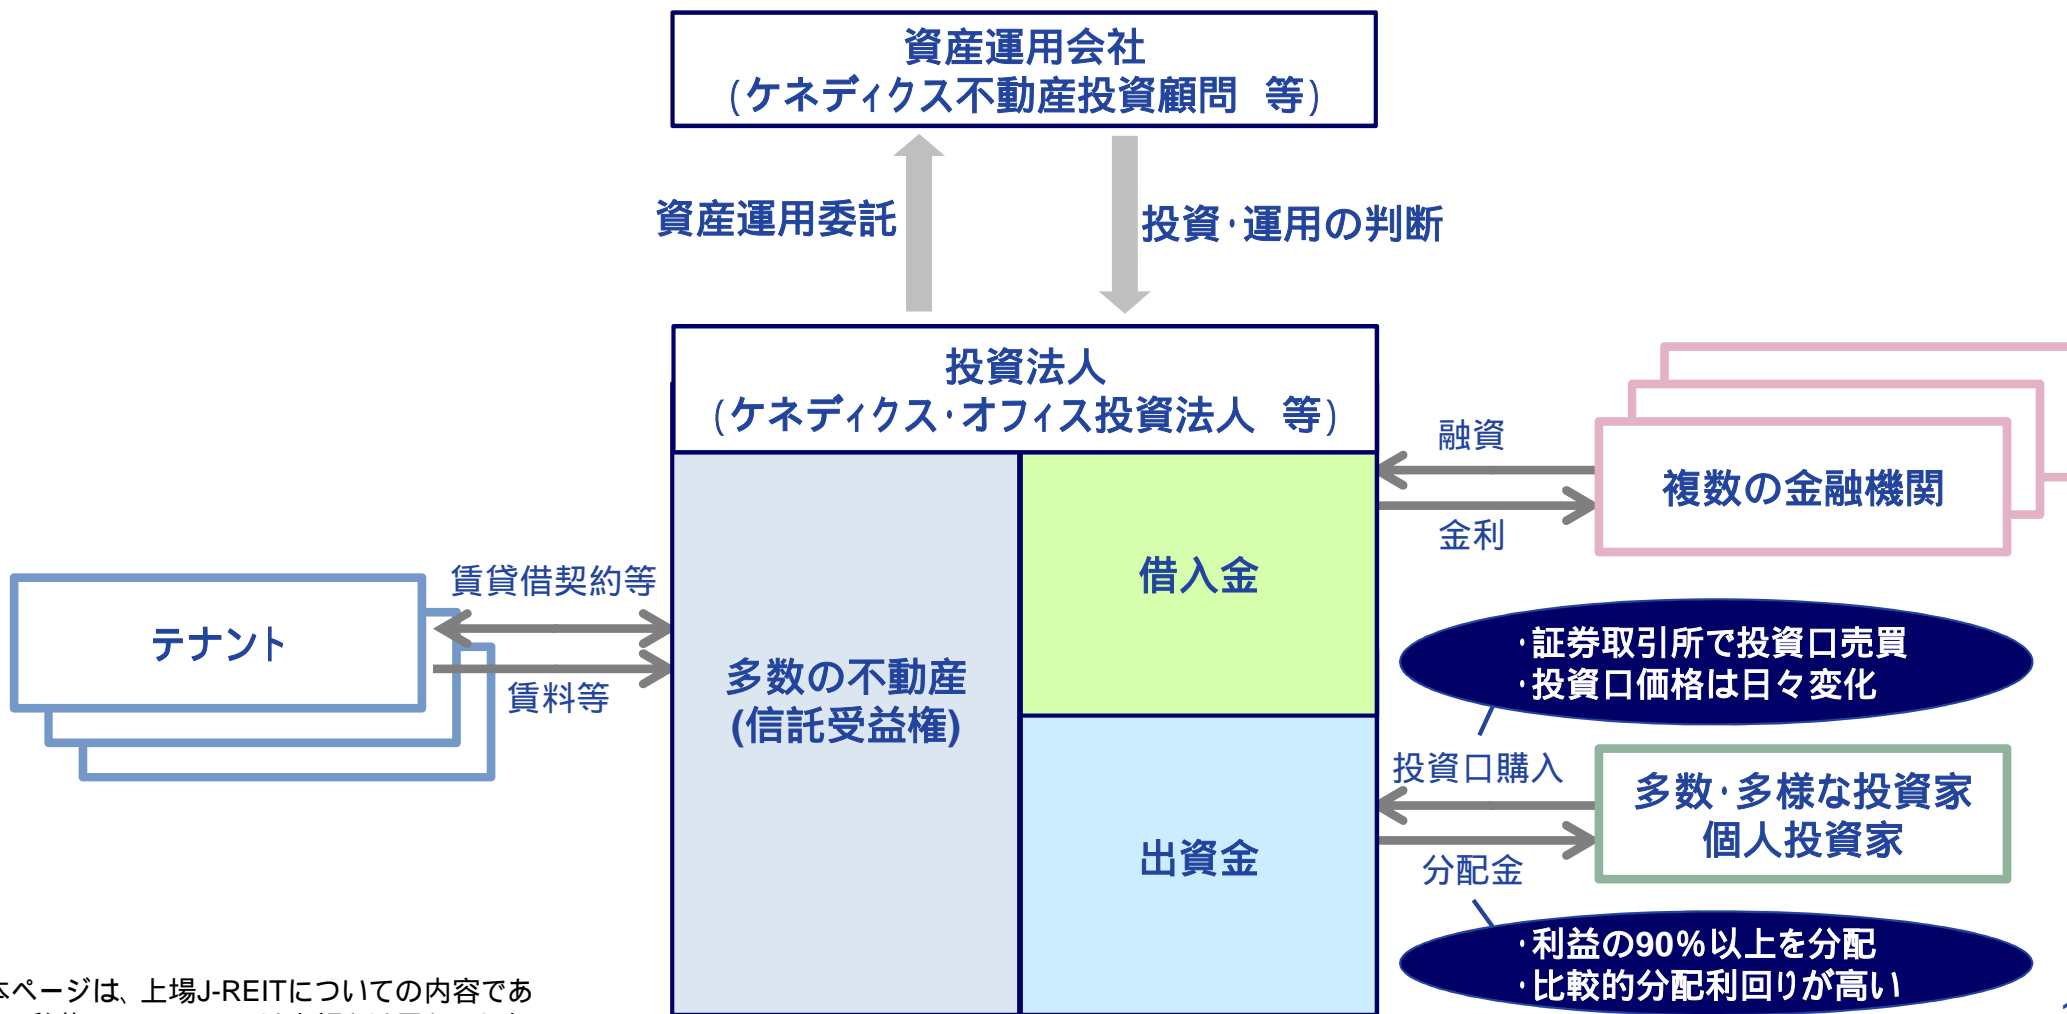 資産運用会社
(ケネディクス不動産投資顧問 等)
資産運用委託
投資・運用の判断
投資法人
(ケネディクス・オフィス投資法人 等)
融資
複数の金融機関
金利
借入金
賃貸借契約等
テナント
賃料等
多数の不動産
(信託受益権)
・証券取引所で投資口売買
・投資口価格は日々変化
投資口購入
多数・多様な投資家
個人投資家
出資金
分配金
・利益の90%以上を分配
・比較的分配利回りが高い
本ページは、上場J-REITについての内容であ